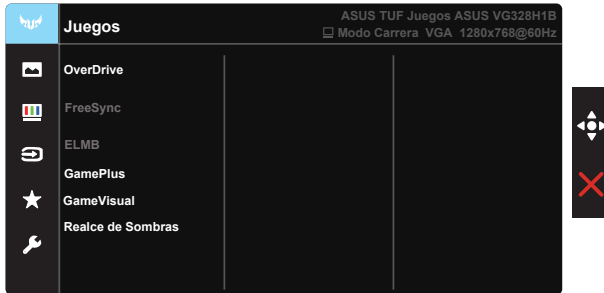 ASUS TUF Juegos ASUS VG328H1B
Juegos
Modo Carrera VGA 1280x768@60Hz
OverDrive
FreeSync
ELMB
GamePlus
GameVisual
Realce de Sombras